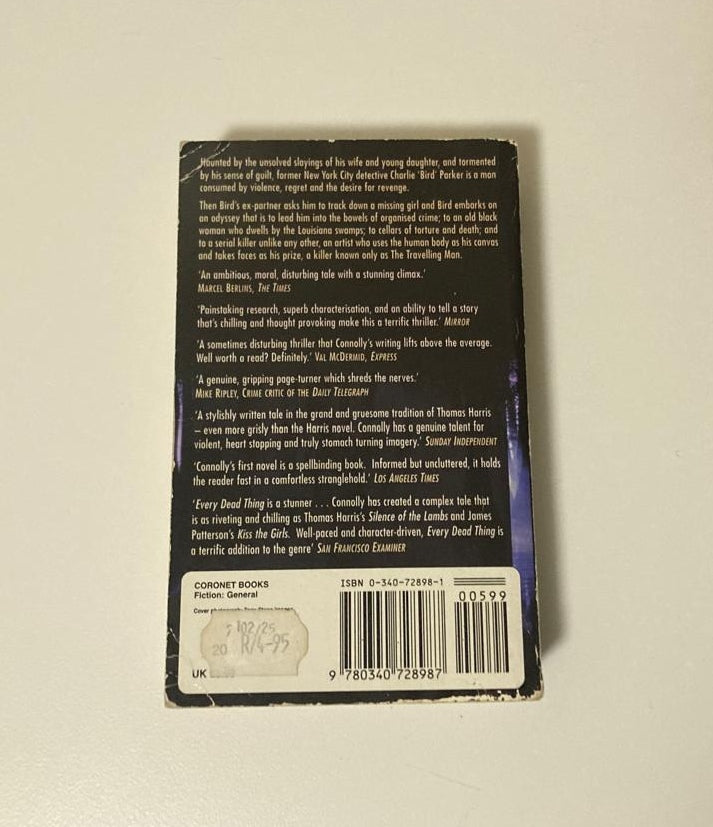 Haunted by the unsolved slayings of his wife and young daughter, and tormented
by his sense of guilt, former New York City detective Charlie 'Bird' Parker is a man
consumed by violence, regret and the desire for revenge.
Then Bird's ex-partner asks him to track down a missing girl and Bird embarks on
an odyssey that is to lead him into the bowels of organised crime; to an old black
woman who dwells by the Louisiana swamps; to cellars of torture and death; and
to a serial killer unlike any other, an artist who uses the human body as his canvas
and takes faces as his prize, a killer known only as The Travelling Man.
'An ambitious, moral, disturbing tale with a stunning climax.'
MARCEL BERLINS, THE TIMES
'Painstaking research, superb characterisation, and an ability to tell a story
that's chilling and thought provoking make this a terrific thriller.' MIRROR
'A sometimes disturbing thriller that Connolly's writing lifts above the average.
Well worth a read? Definitely.' VAL MCDERMID, EXPRESS
'A genuine, gripping page-turner which shreds the nerves.'
MIKE RIPLEY, CRIME CRITIC OF THE DAILY TELEGRAPH
'A stylishly written tale in the grand and gruesome tradition of Thomas Harris
– even more grisly than the Harris novel. Connolly has a genuine talent for
violent, heart stopping and truly stomach turning imagery.' SUNDAY INDEPENDENT
'Connolly's first novel is a spellbinding book. Informed but uncluttered, it holds
the reader fast in a comfortless stranglehold.' LOS ANGELES TIMES
'Every Dead Thing is a stunner . . . Connolly has created a complex tale that
is as riveting and chilling as Thomas Harris's Silence of the Lambs and James
Patterson's Kiss the Girls. Well-paced and character-driven, Every Dead Thing is
a terrific addition to the genre' SAN FRANCISCO EXAMINER
CORONET BOOKS
Fiction: General
Cover
02/25
20 R/4-95
UK
ISBN 0-340-72898-1
00599
9 780340 728987